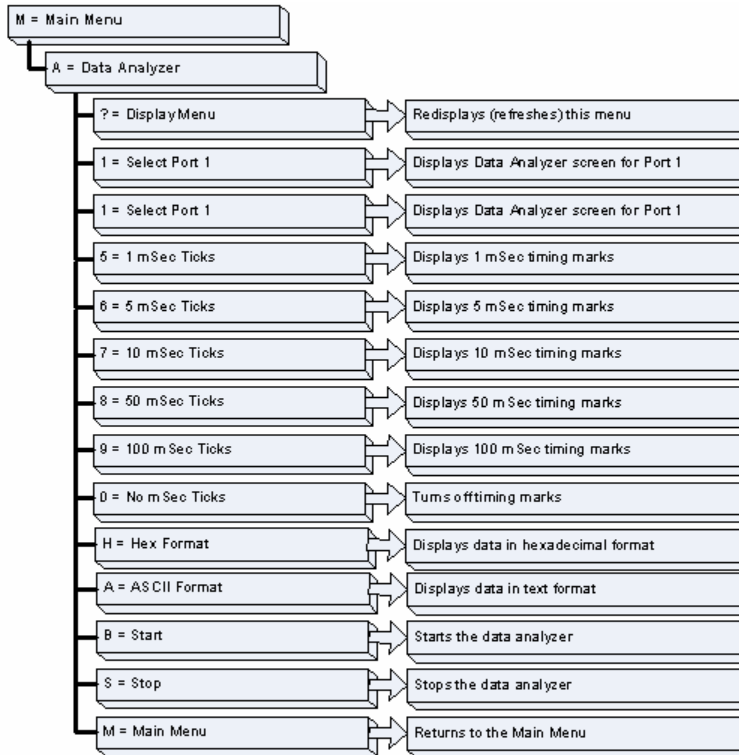 M = Main Menu
A = Data Analyzer
? = Display Menu Redisplays (refreshes) this menu
1 = Select Port 1 Displays Data Analyzer screen for Port 1
1 = Select Port 1 Displays Data Analyzer screen for Port 1
5 = 1 mSec Ticks Displays 1 mSec timing marks
6 = 5 mSec Ticks Displays 5 mSec timing marks
7 = 10 mSec Ticks Displays 10 mSec timing marks
8 = 50 mSec Ticks Displays 50 mSec timing marks
9 = 100 mSec Ticks Displays 100 mSec timing marks
0 = No mSec Ticks Turns off timing marks
H = Hex Format Displays data in hexadecimal format
A = ASCII Format Displays data in text format
B = Start Starts the data analyzer
S = Stop Stops the data analyzer
M = Main Menu Returns to the Main Menu